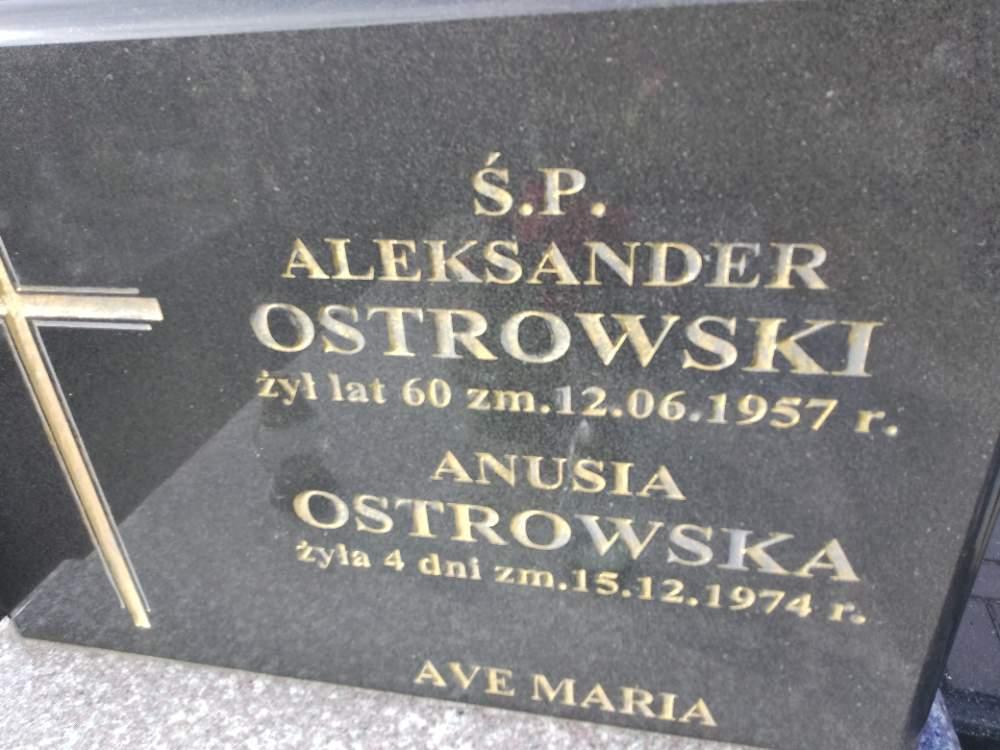 Ś.P.
ALEKSANDER
OSTROWSKI
żył lat 60 zm.12.06.1957 r.
ANUSIA
OSTROWSKA
żyła 4 dni zm.15.12.1974 r.
AVE MARIA